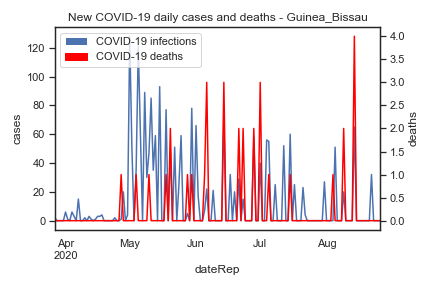 New COVID-19 daily cases and deaths - Guinea_Bissau
COVID-19 infections
COVID-19 deaths
cases
120
100
80
60
40
20
0
4.0
3.5
3.0
2.5
2.0
1.5
1.0
0.5
0.0
deaths
Apr May Jun Jul Aug
2020
dateRep